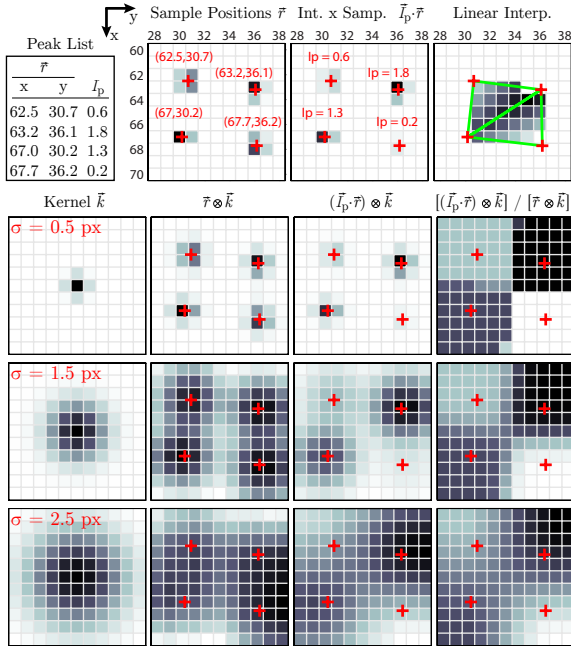 y
x
Peak List
r⃗
x y I_p
62.5 30.7 0.6
63.2 36.1 1.8
67.0 30.2 1.3
67.7 36.2 0.2
Sample Positions r⃗
28 30 32 34 36 38
60
62
64
66
68
70
(62.5,30.7)
(63.2,36.1)
(67,30.2)
(67.7,36.2)
Int. x Samp. I⃗_p·r⃗
28 30 32 34 36 38
Ip = 0.6
Ip = 1.8
Ip = 1.3
Ip = 0.2
Linear Interp.
28 30 32 34 36 38
Kernel k⃗
r⃗ ⊗ k⃗
(I⃗_p·r⃗) ⊗ k⃗
[(I⃗_p·r⃗) ⊗ k⃗] / [r⃗ ⊗ k⃗]
σ = 0.5 px
σ = 1.5 px
σ = 2.5 px